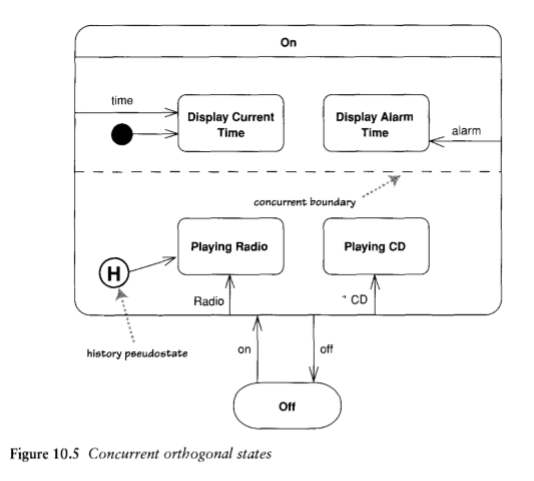 On
time
Display Current
Time
Display Alarm
Time
alarm
concurrent boundary
Playing Radio
Playing CD
H
Radio
CD
history pseudostate
on
off
Off
Figure 10.5 Concurrent orthogonal states